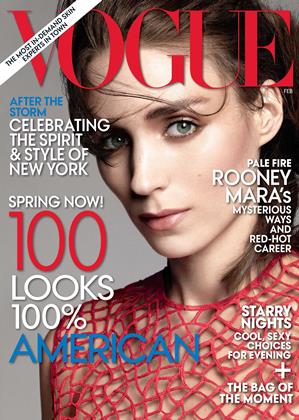 THE MOST IN-DEMAND SKIN
EXPERTS IN TOWN
VOGUE
FEB
AFTER THE
STORM
CELEBRATING
THE SPIRIT
& STYLE OF
NEW YORK
SPRING NOW!
100
LOOKS
100%
AMERICAN
PALE FIRE
ROONEY
MARA's
MYSTERIOUS
WAYS
AND
RED-HOT
CAREER
STARRY
NIGHTS
COOL, SEXY
CHOICES
FOR EVENING
+
THE BAG OF
THE MOMENT